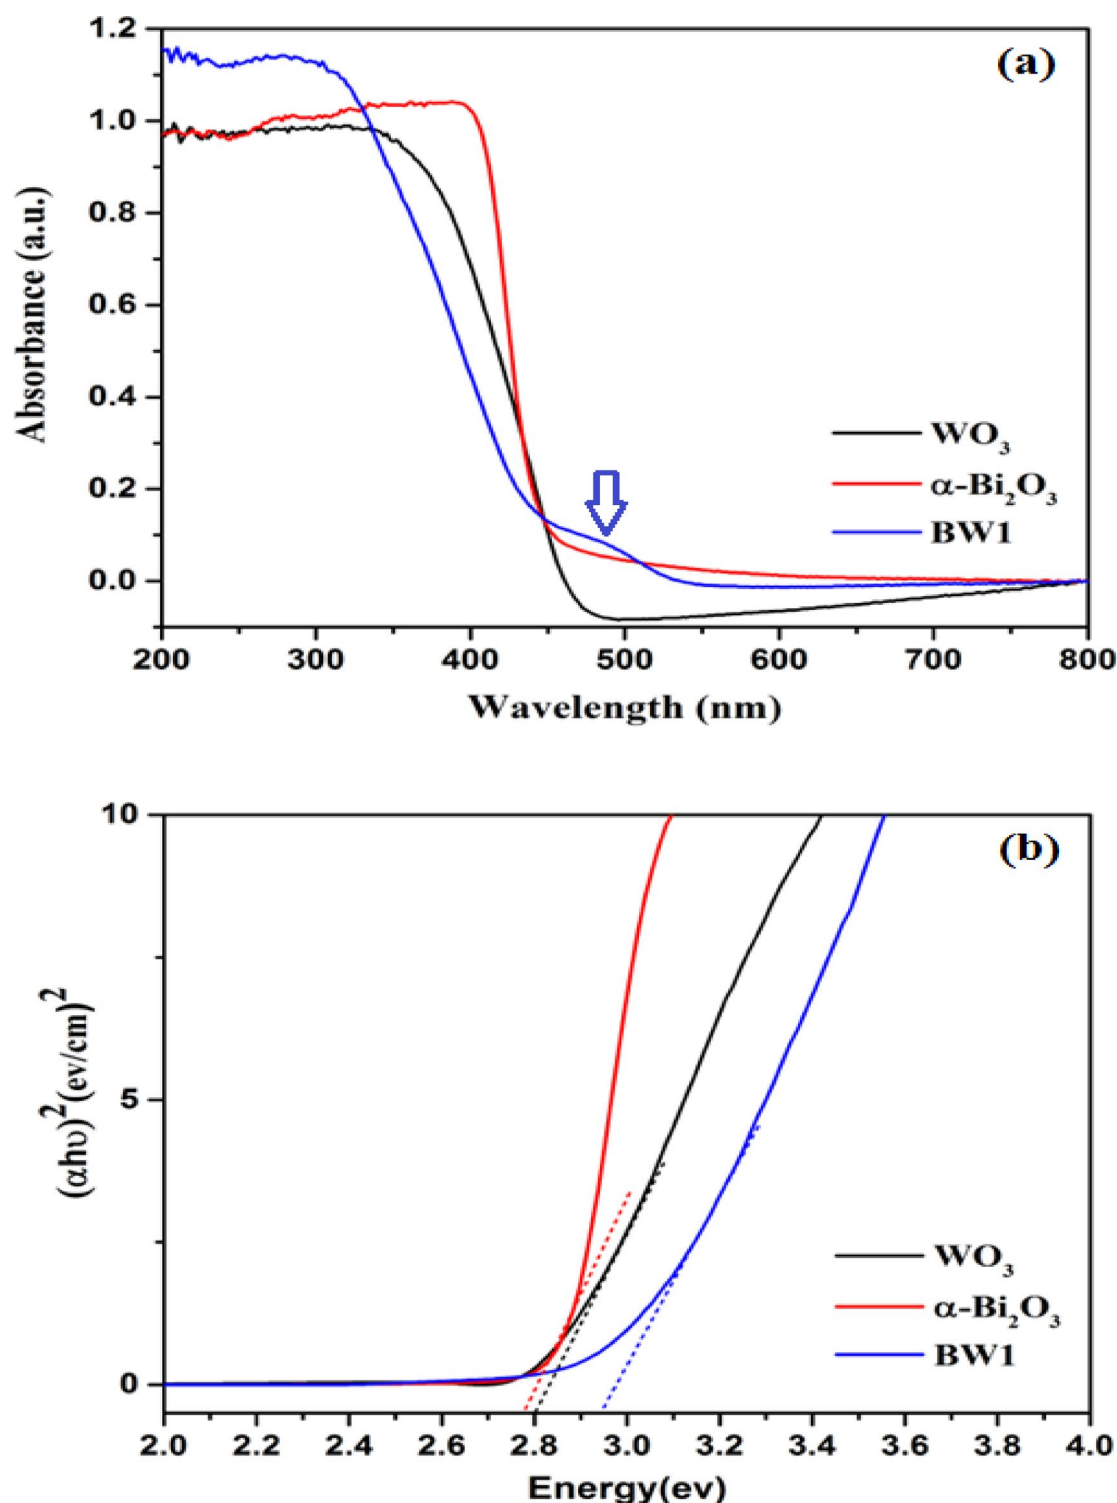 (a)
1.2
1.0
0.8
0.6
0.4
0.2
0.0
Absorbance (a.u.)
WO₃
α-Bi₂O₃
BW1
200 300 400 500 600 700 800
Wavelength (nm)
(b)
10
5
0
(αhυ)²(ev/cm)²
WO₃
α-Bi₂O₃
BW1
2.0 2.2 2.4 2.6 2.8 3.0 3.2 3.4 3.6 3.8 4.0
Energy(ev)